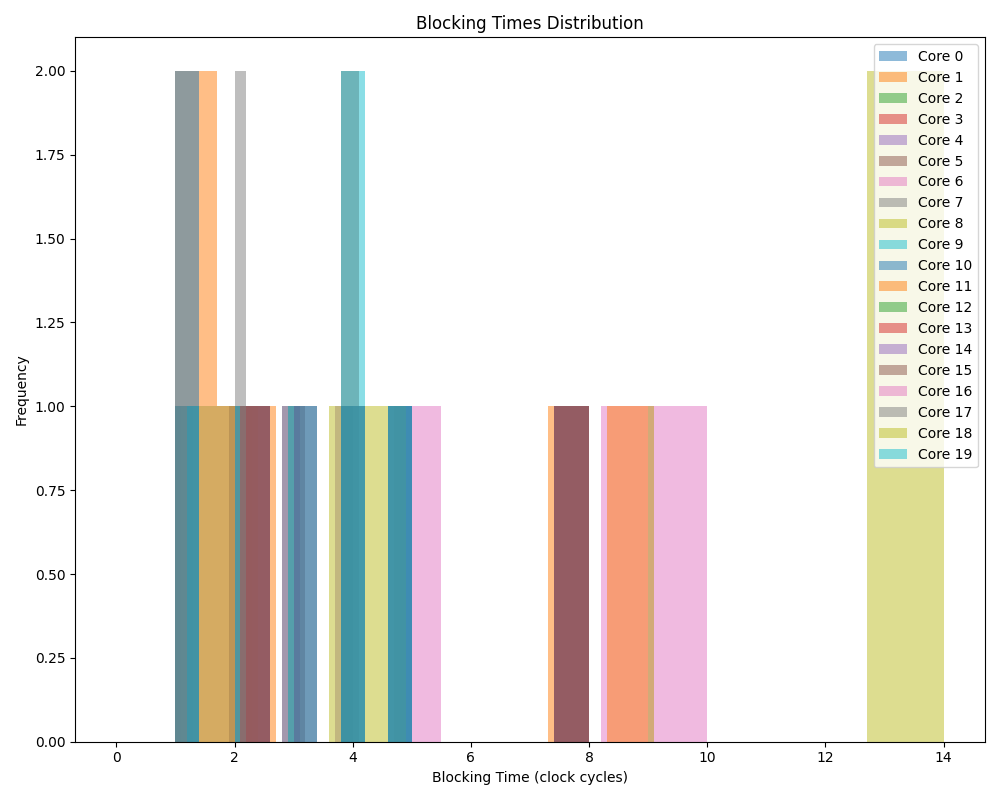 Blocking Times Distribution
Frequency
2.00
1.75
1.50
1.25
1.00
0.75
0.50
0.25
0.00
Core 0
Core 1
Core 2
Core 3
Core 4
Core 5
Core 6
Core 7
Core 8
Core 9
Core 10
Core 11
Core 12
Core 13
Core 14
Core 15
Core 16
Core 17
Core 18
Core 19
0 2 4 6 8 10 12 14
Blocking Time (clock cycles)